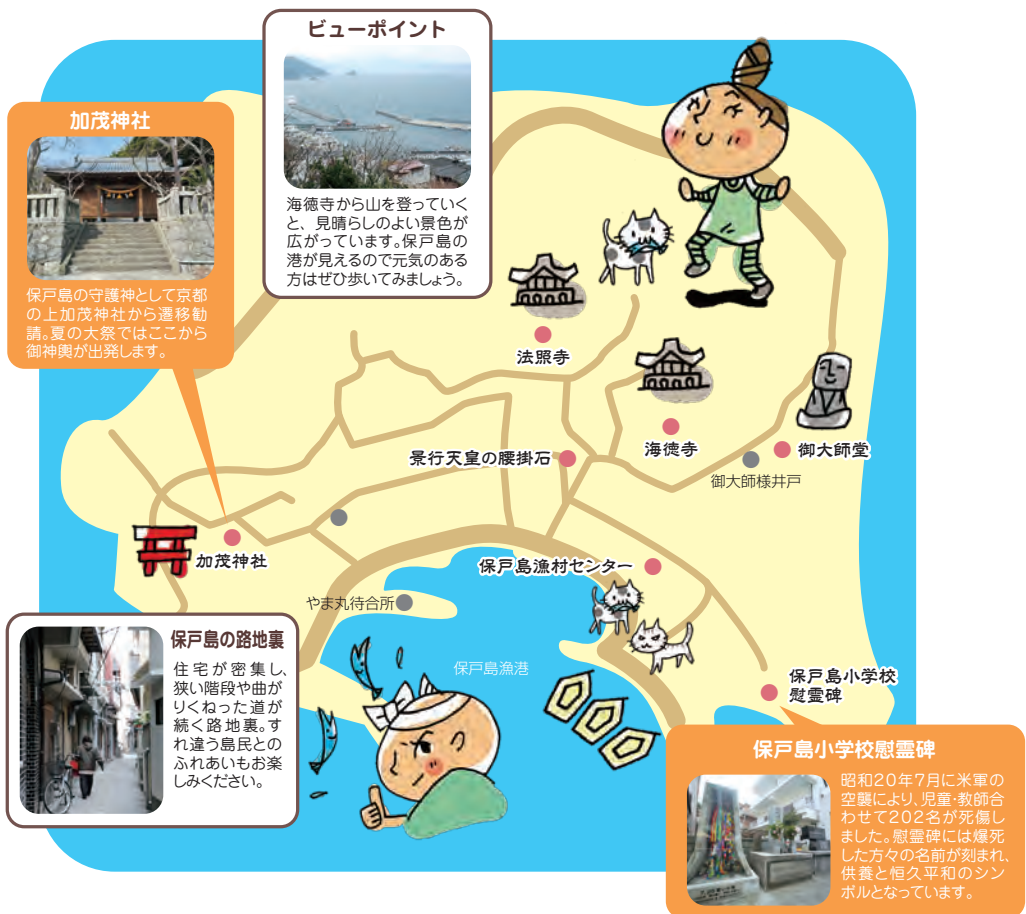 ビューポイント
海徳寺から山を登っていく
と、見晴らしのよい景色が
広がっています。保戸島の
港が見えるので元気のある
方はぜひ歩いてみましょう。
加茂神社
保戸島の守護神として京都
の上加茂神社から遷移勧
請。夏の大祭ではここから
御神輿が出発します。
法照寺
海徳寺
御大師堂
御大師様井戸
景行天皇の腰掛石
加茂神社
保戸島漁村センター
やま丸待合所
保戸島漁港
保戸島の路地裏
住宅が密集し、
狭い階段や曲が
りくねった道が
続く路地裏。す
れ違う島民との
ふれあいもお楽
しみください。
保戸島小学校
慰霊碑
保戸島小学校慰霊碑
昭和20年7月に米軍の
空襲により、児童・教師合
わせて202名が死傷し
ました。慰霊碑には爆死
した方々の名前が刻まれ、
供養と恒久平和のシン
ボルとなっています。